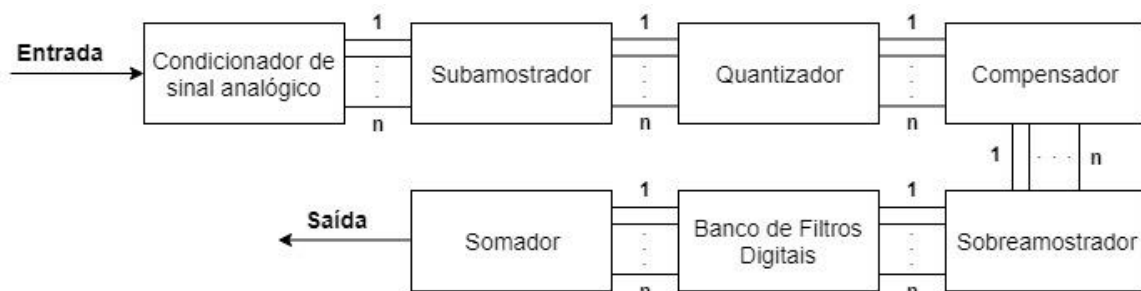 Entrada
Condicionador de
sinal analógico
1
n
Subamostrador
1
n
Quantizador
1
n
Compensador
1
n
Sobreamostrador
1
n
Banco de Filtros
Digitais
1
n
Somador
Saída